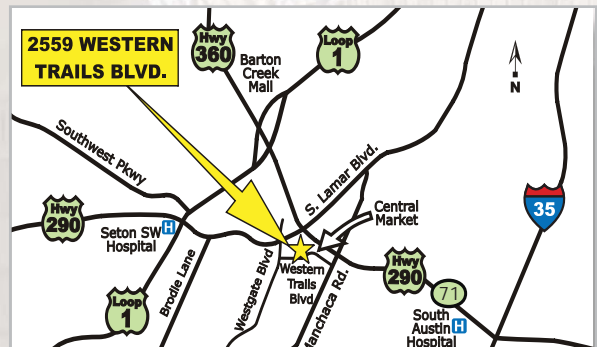 2559 WESTERN
TRAILS BLVD.
Hwy
360
Loop
1
Barton
Creek
Mall
N
Southwest Pkwy
S. Lamar Blvd.
Hwy
290
Seton SW H
Hospital
Central
Market
35
Brodie Lane
Westgate Blvd
Western
Trails
Blvd.
Manchaca Rd.
Hwy
290
71
Loop
1
South
Austin H
Hospital